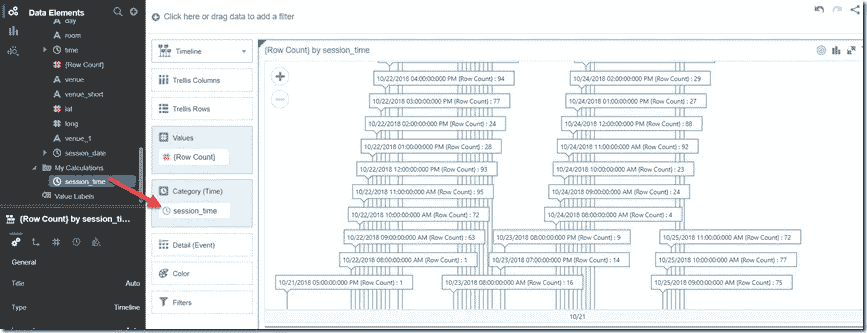 Data Elements
Click here or drag data to add a filter
day
room
time
{Row Count}
venue
venue_short
lat
long
venue_1
session_date
My Calculations
session_time
Value Labels
{Row Count} by session_ti...
General
Title Auto
Type Timeline
Timeline
Trellis Columns
Trellis Rows
Values
{Row Count}
Category (Time)
session_time
Detail (Event)
Color
Filters
{Row Count} by session_time
10/22/2018 04:00:00:000 PM {Row Count} : 94
10/24/2018 02:00:00:000 PM {Row Count} : 29
10/22/2018 03:00:00:000 PM {Row Count} : 77
10/24/2018 01:00:00:000 PM {Row Count} : 27
10/22/2018 02:00:00:000 PM {Row Count} : 24
10/24/2018 12:00:00:000 PM {Row Count} : 88
10/22/2018 01:00:00:000 PM {Row Count} : 28
10/24/2018 11:00:00:000 AM {Row Count} : 92
10/22/2018 12:00:00:000 PM {Row Count} : 93
10/24/2018 10:00:00:000 AM {Row Count} : 23
10/22/2018 11:00:00:000 AM {Row Count} : 95
10/24/2018 09:00:00:000 AM {Row Count} : 24
10/22/2018 10:00:00:000 AM {Row Count} : 72
10/24/2018 08:00:00:000 AM {Row Count} : 4
10/22/2018 09:00:00:000 AM {Row Count} : 63
10/23/2018 08:00:00:000 PM {Row Count} : 9
10/25/2018 11:00:00:000 AM {Row Count} : 72
10/22/2018 08:00:00:000 AM {Row Count} : 1
10/23/2018 07:00:00:000 PM {Row Count} : 14
10/25/2018 10:00:00:000 AM {Row Count} : 77
10/21/2018 05:00:00:000 PM {Row Count} : 1
10/23/2018 08:00:00:000 AM {Row Count} : 16
10/25/2018 09:00:00:000 AM {Row Count} : 75
10/21